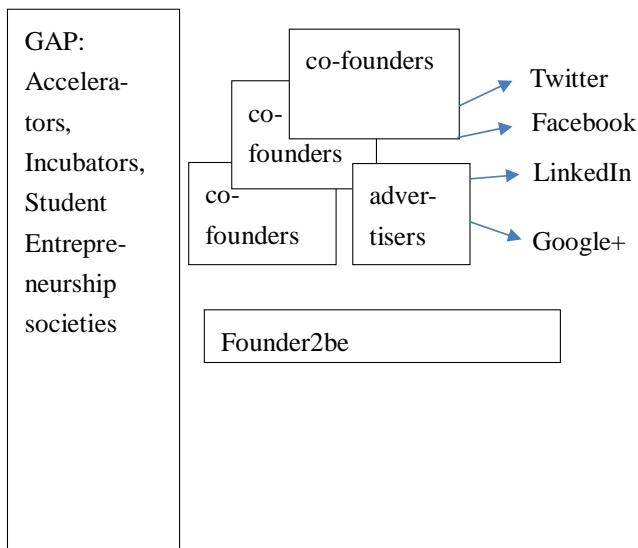 GAP:
Accelera-
tors,
Incubators,
Student
Entrepre-
neurship
societies
co-founders
co-
founders
co-
founders
adver-
tisers
Twitter
Facebook
LinkedIn
Google+
Founder2be